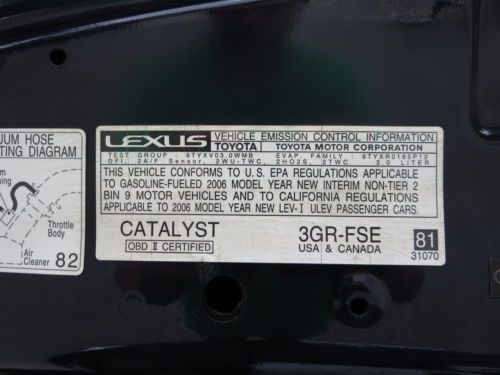 UUM HOSE
TING DIAGRAM
Throttle
Body
Air
Cleaner
82
LEXUS
TOYOTA
VEHICLE EMISSION CONTROL INFORMATION
TOYOTA MOTOR CORPORATION
TEST GROUP : 6TYXV03.0WMB EVAP. FAMILY : 6TYXR0165P12
DFI, 2A/F Sensor, 2WU-TWC, 2HO2S, 2TWC 3.0 LITER
THIS VEHICLE CONFORMS TO U.S. EPA REGULATIONS APPLICABLE
TO GASOLINE-FUELED 2006 MODEL YEAR NEW INTERIM NON-TIER 2
BIN 9 MOTOR VEHICLES AND TO CALIFORNIA REGULATIONS
APPLICABLE TO 2006 MODEL YEAR NEW LEV-I ULEV PASSENGER CARS.
CATALYST
OBD II CERTIFIED
3GR-FSE
USA & CANADA
81
31070